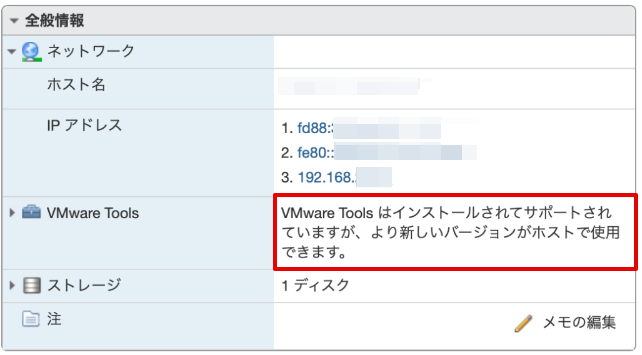 全般情報
ネットワーク
ホスト名
IP アドレス
1. fd88:
2. fe80::
3. 192.168.
VMware Tools
VMware Tools はインストールされてサポートされ
ていますが、より新しいバージョンがホストで使用
できます。
ストレージ
1 ディスク
注
メモの編集